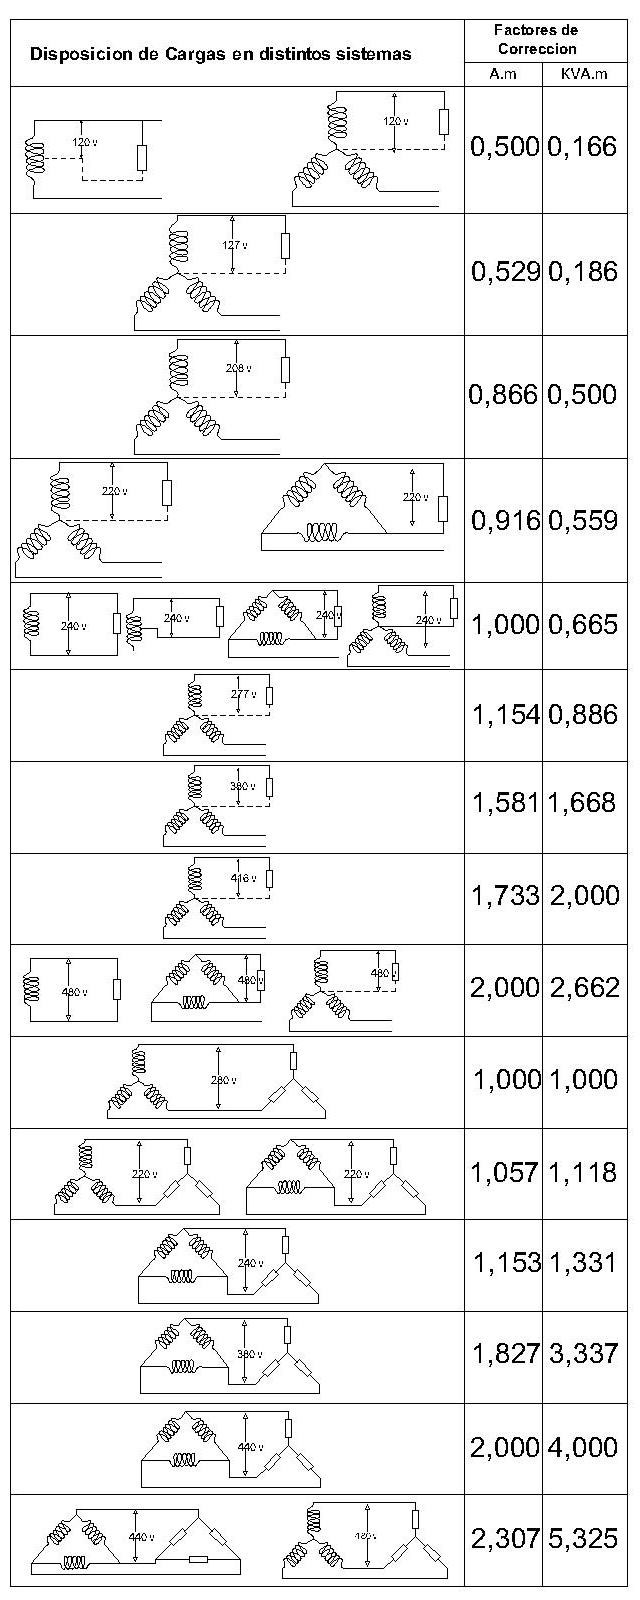 Disposicion de Cargas en distintos sistemas
Factores de
Correccion
A.m KVA.m
120 v 120 v 0,500 0,166
127 v 0,529 0,186
208 v 0,866 0,500
220 v 220 v 0,916 0,559
240 v 240 v 240 v 240 v 1,000 0,665
277 v 1,154 0,886
380 v 1,581 1,668
416 v 1,733 2,000
480 v 480 v 480 v 2,000 2,662
280 v 1,000 1,000
220 v 220 v 1,057 1,118
240 v 1,153 1,331
380 v 1,827 3,337
440 v 2,000 4,000
440 v 480v 2,307 5,325